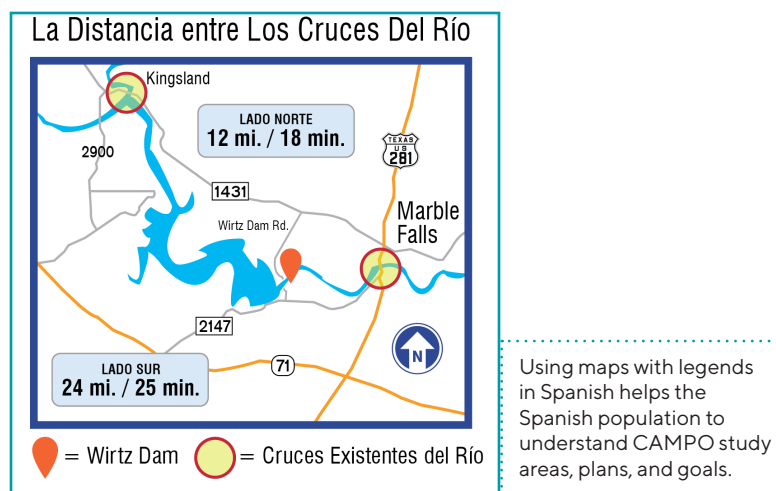 La Distancia entre Los Cruces Del Río
Kingsland
LADO NORTE
12 mi. / 18 min.
TEXAS
US
281
2900
1431
Marble
Falls
Wirtz Dam Rd.
2147
N
LADO SUR
24 mi. / 25 min.
71
= Wirtz Dam
= Cruces Existentes del Río
Using maps with legends
in Spanish helps the
Spanish population to
understand CAMPO study
areas, plans, and goals.